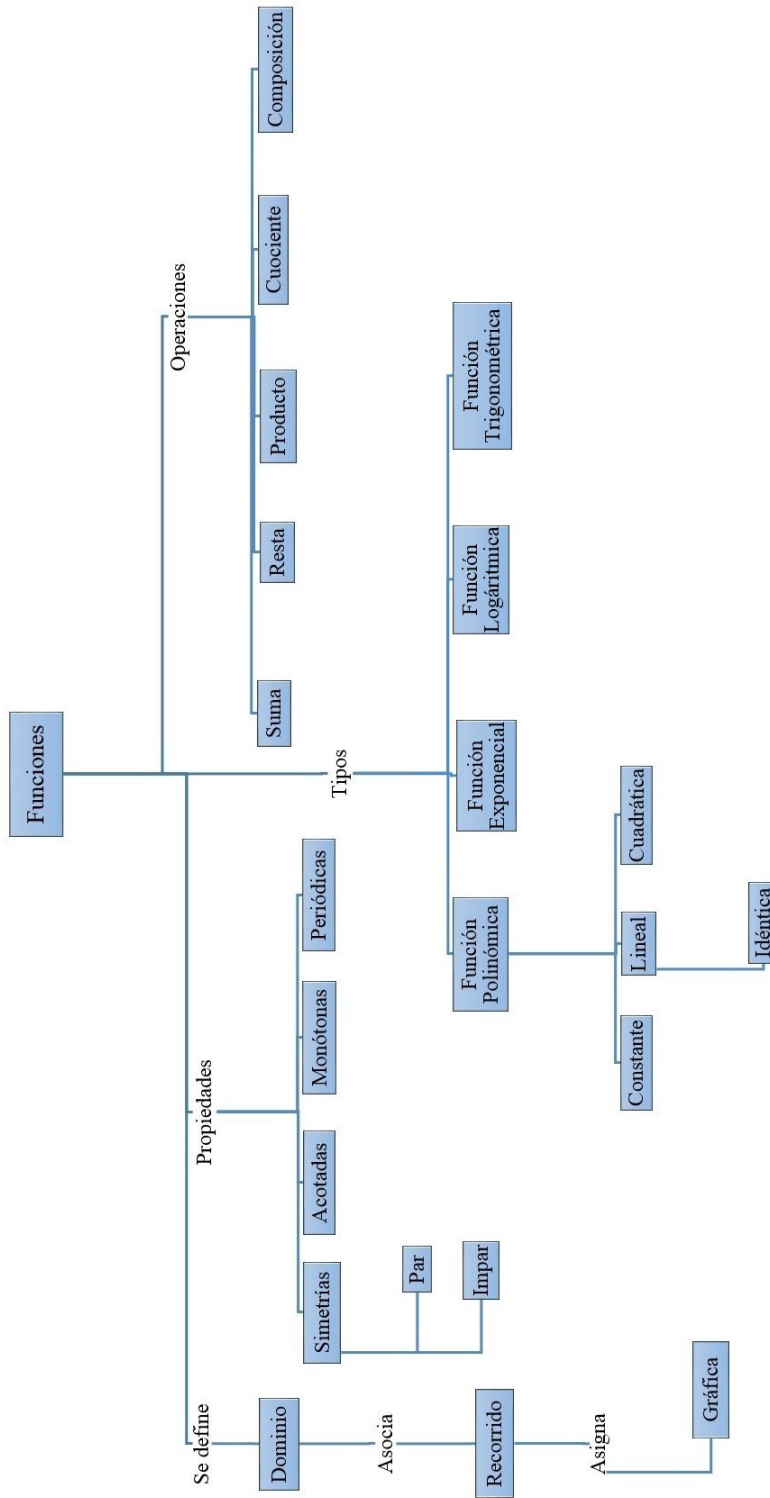 Funciones
Se define
Propiedades
Operaciones
Dominio
Simetrías
Acotadas
Monótonas
Periódicas
Suma
Resta
Producto
Cuociente
Composición
Tipos
Asocia
Par
Impar
Recorrido
Función
Polinómica
Función
Exponencial
Función
Logáritmica
Función
Trigonométrica
Asigna
Constante
Lineal
Cuadrática
Gráfica
Idéntica